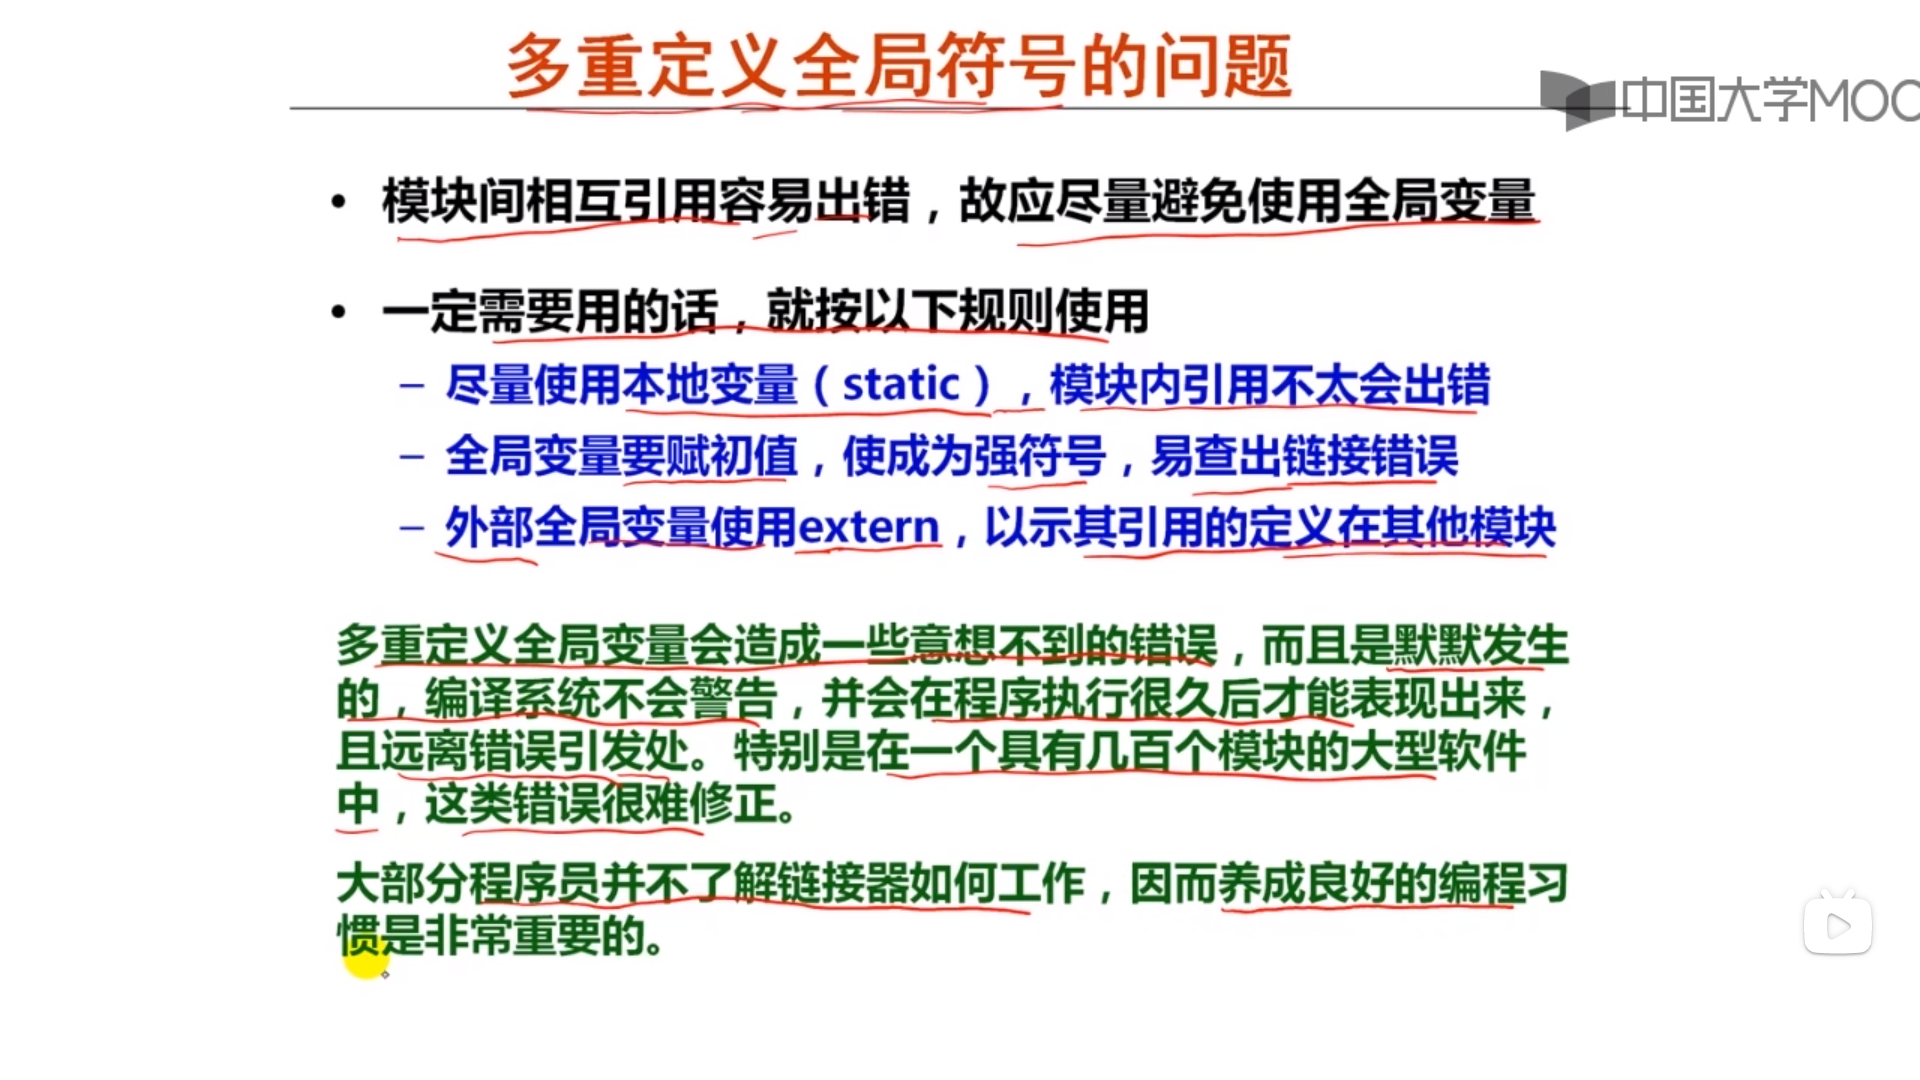 多重定义全局符号的问题
中国大学MOO
• 模块间相互引用容易出错，故应尽量避免使用全局变量
• 一定需要用的话，就按以下规则使用
– 尽量使用本地变量（static），模块内引用不太会出错
– 全局变量要赋初值，使成为强符号，易查出链接错误
– 外部全局变量使用extern，以示其引用的定义在其他模块
多重定义全局变量会造成一些意想不到的错误，而且是默默发生
的，编译系统不会警告，并会在程序执行很久后才能表现出来，
且远离错误引发处。特别是在一个具有几百个模块的大型软件
中，这类错误很难修正。
大部分程序员并不了解链接器如何工作，因而养成良好的编程习
惯是非常重要的。